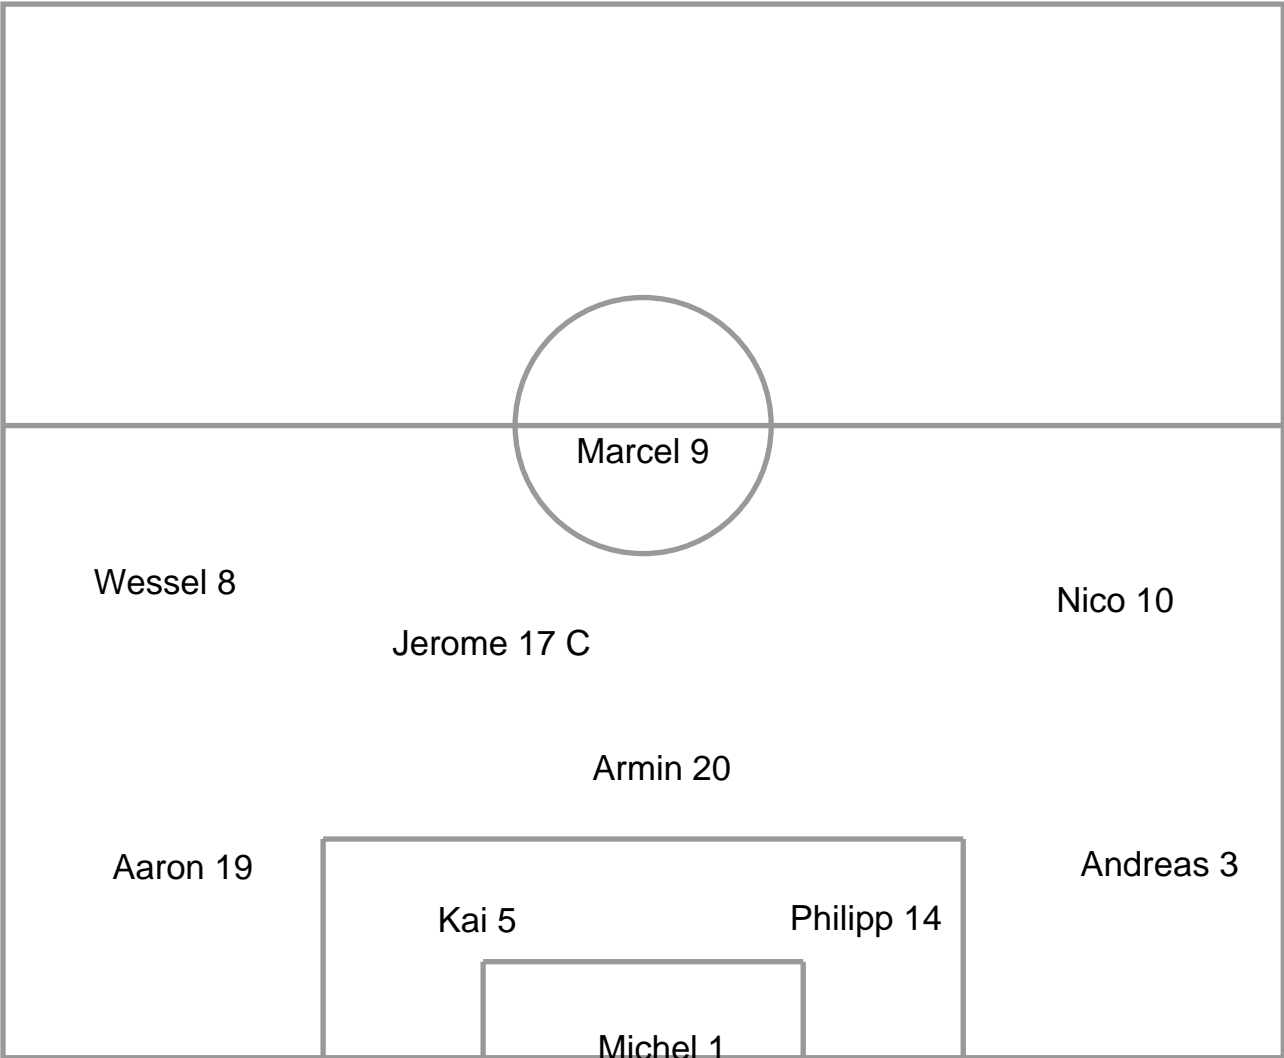 Marcel 9
Wessel 8
Nico 10
Jerome 17 C
Armin 20
Aaron 19
Andreas 3
Kai 5
Philipp 14
Michel 1